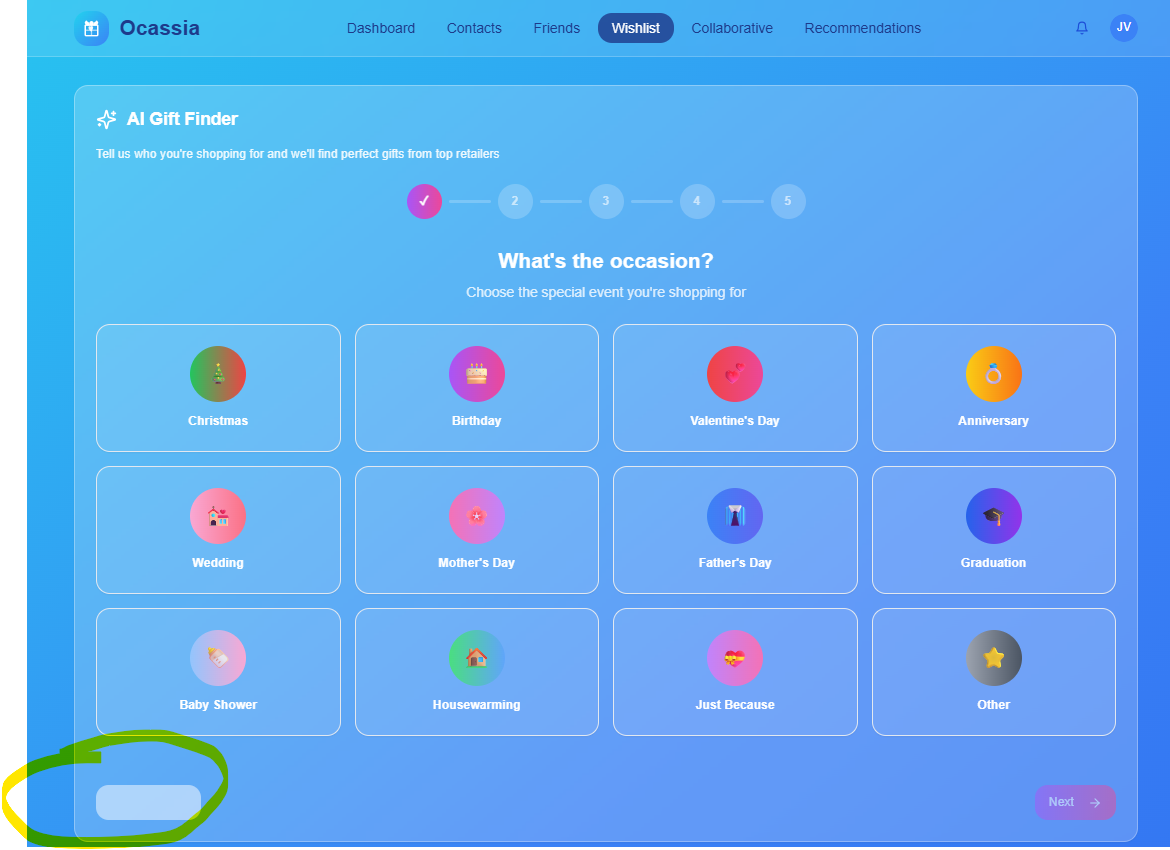 Ocassia
Dashboard Contacts Friends Wishlist Collaborative Recommendations
JV
AI Gift Finder
Tell us who you're shopping for and we'll find perfect gifts from top retailers
✓ 2 3 4 5
What's the occasion?
Choose the special event you're shopping for
Christmas Birthday Valentine's Day Anniversary
Wedding Mother's Day Father's Day Graduation
Baby Shower Housewarming Just Because Other
Next →